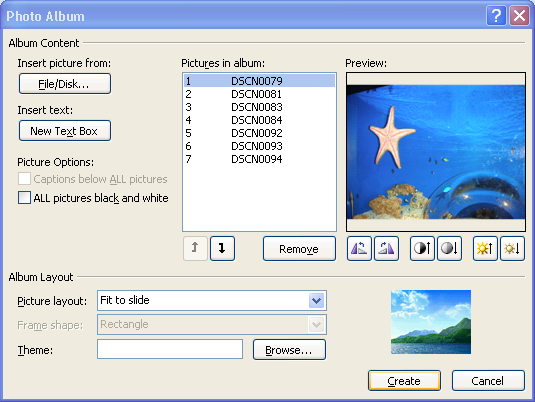 Photo Album
Album Content
Insert picture from:
File/Disk...
Insert text:
New Text Box
Picture Options:
Captions below ALL pictures
ALL pictures black and white
Pictures in album:
1 DSCN0079
2 DSCN0081
3 DSCN0083
4 DSCN0084
5 DSCN0092
6 DSCN0093
7 DSCN0094
Remove
Preview:
Album Layout
Picture layout: Fit to slide
Frame shape: Rectangle
Theme: Browse...
Create Cancel